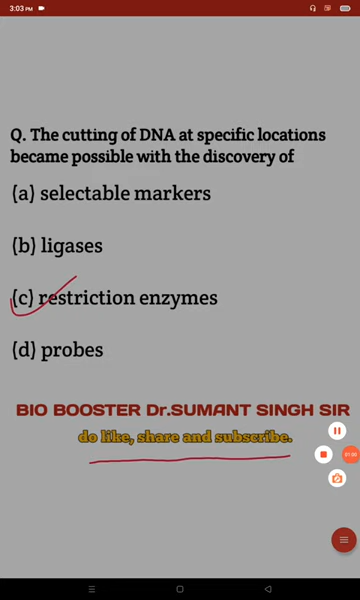 3:03 PM
Q. The cutting of DNA at specific locations
became possible with the discovery of
(a) selectable markers
(b) ligases
(c) restriction enzymes
(d) probes
BIO BOOSTER Dr.SUMANT SINGH SIR
do like, share and subscribe.